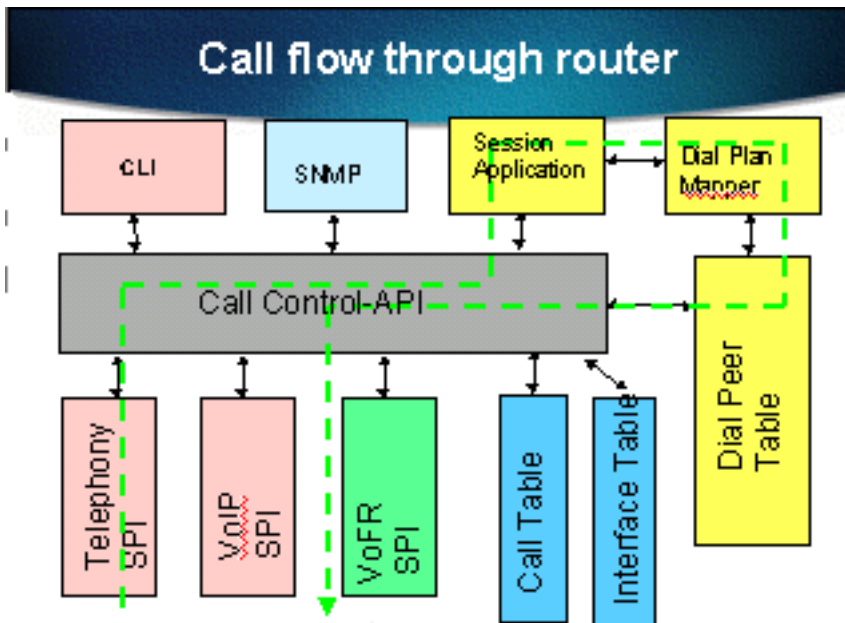 Call flow through router
CLI
SNMP
Session
Application
Dial Plan
Mapper
Call Control-API
Telephony
SPI
VoIP
SPI
VoFR
SPI
Call Table
Interface Table
Dial Peer
Table